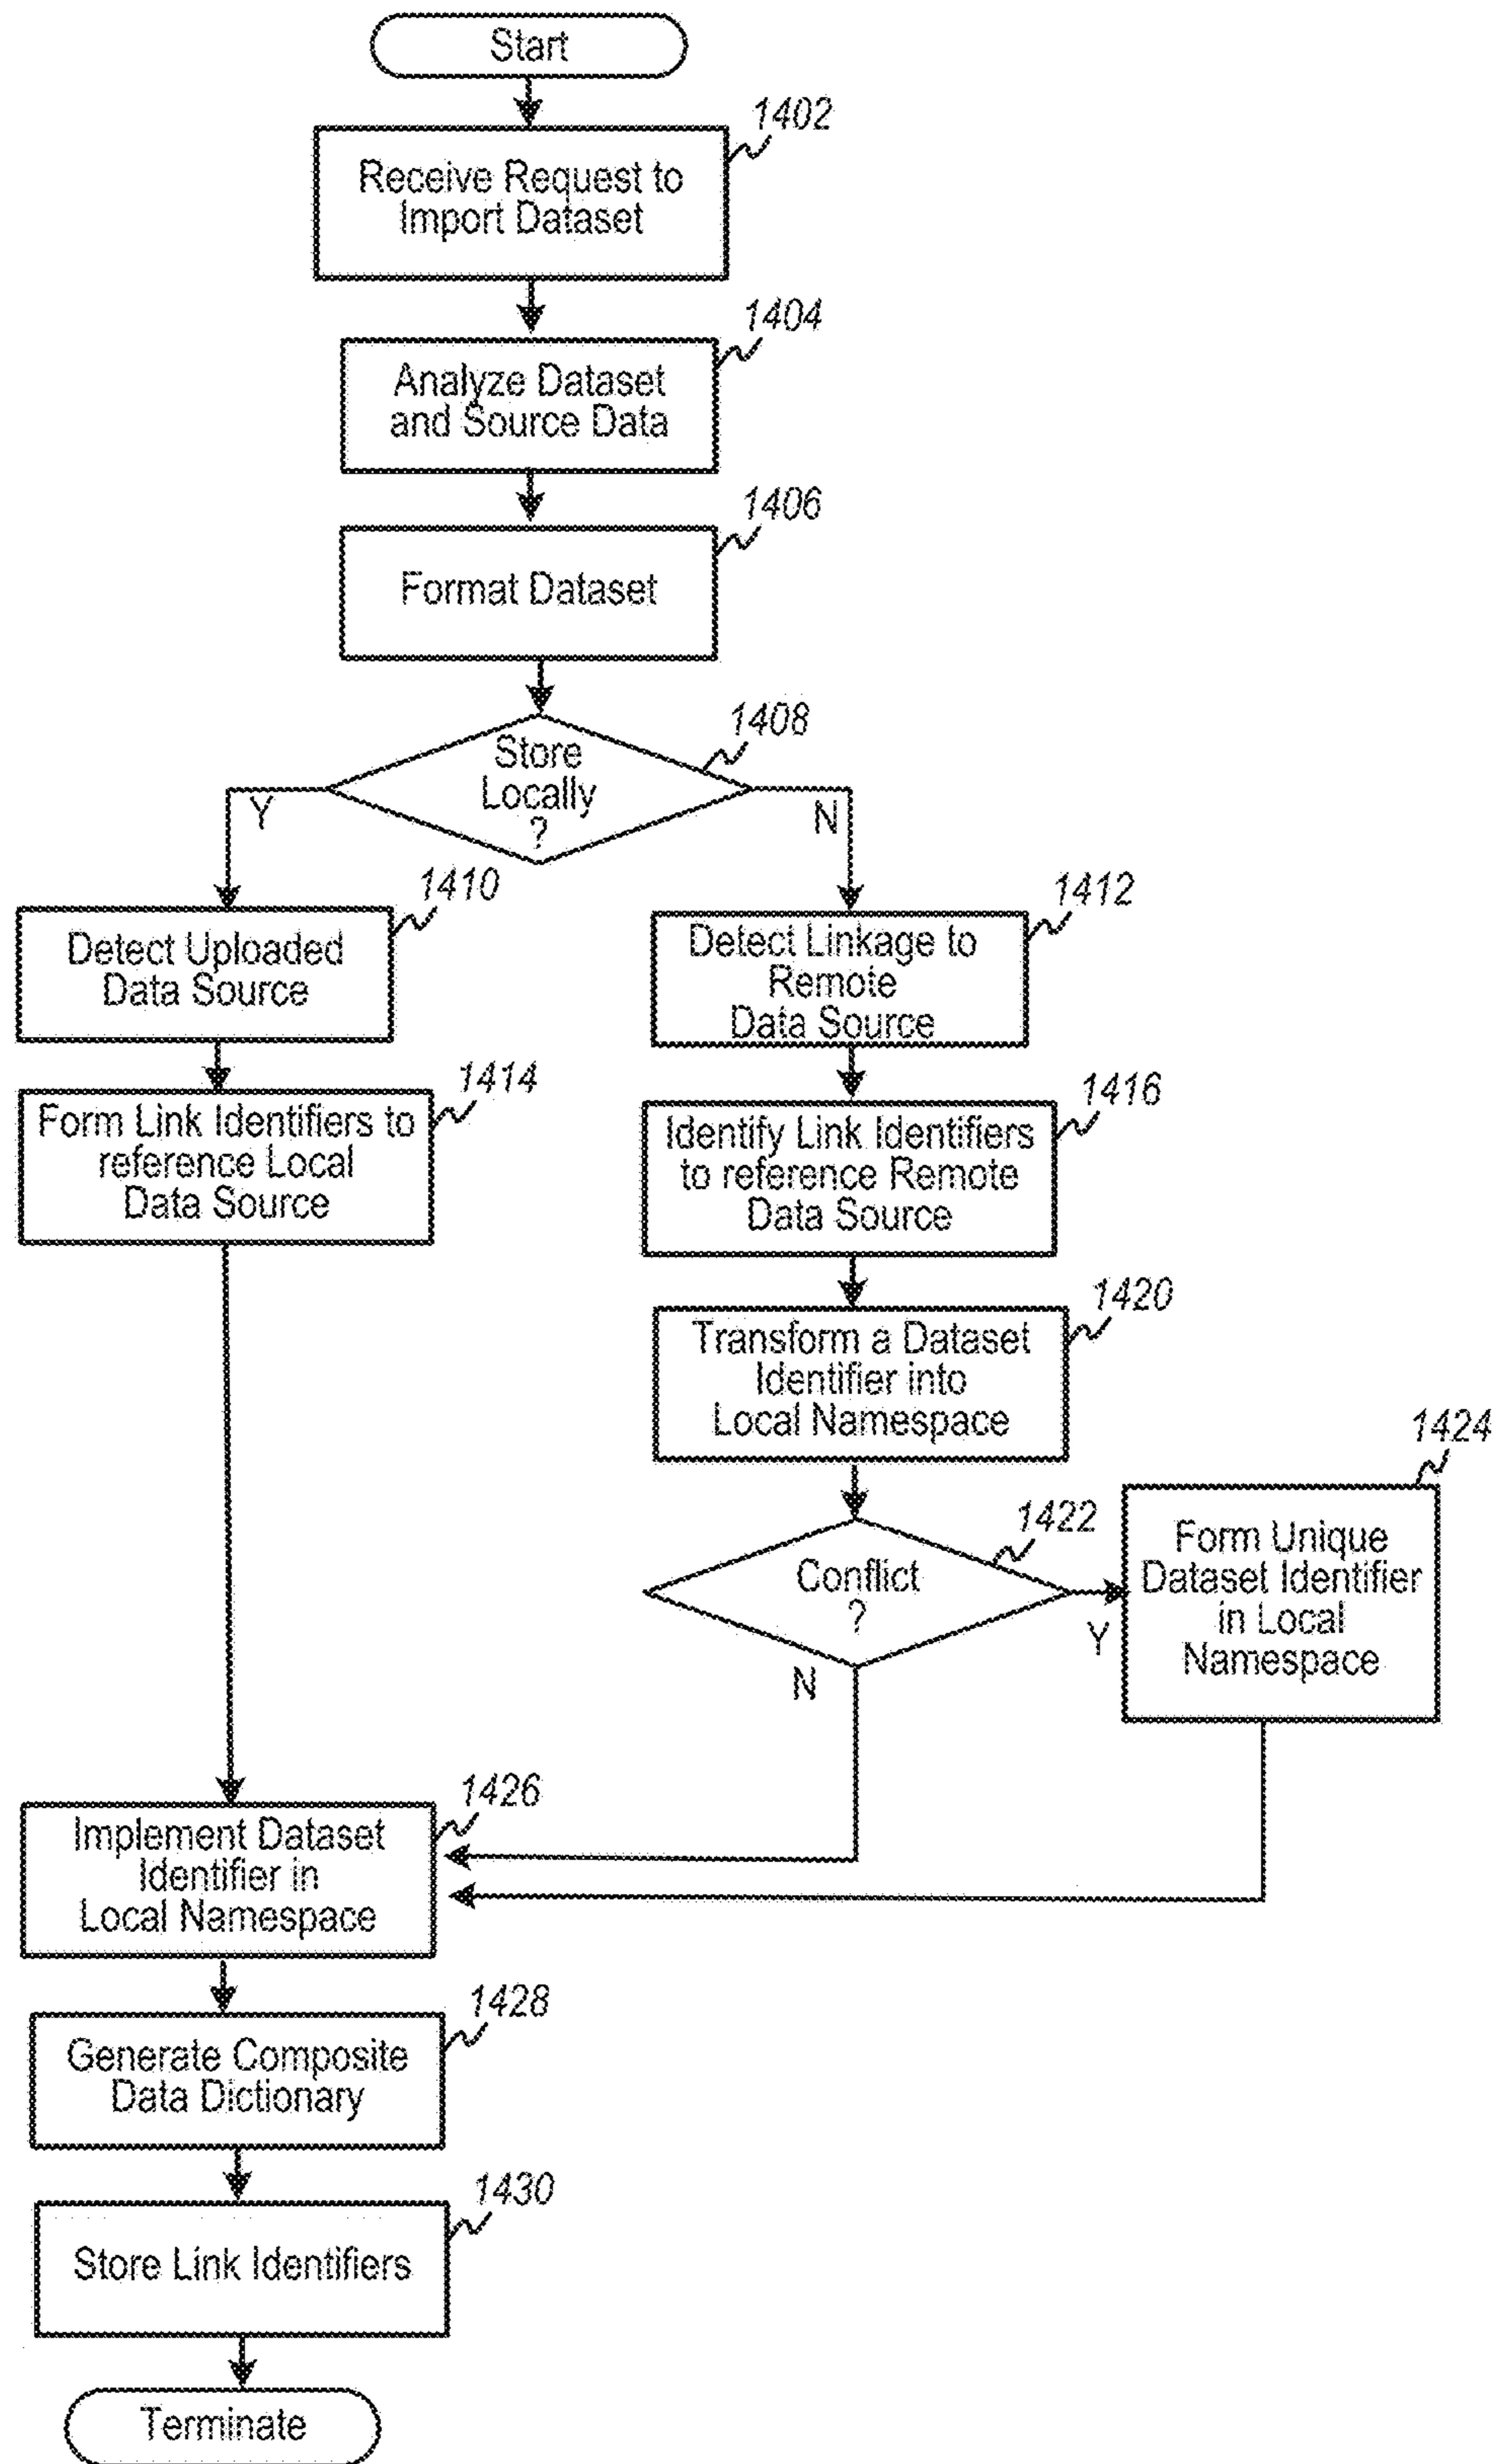 Start
1402
Receive Request to
Import Dataset
1404
Analyze Dataset
and Source Data
1406
Format Dataset
1408
Store
Locally
?
Y
N
1410
Detect Uploaded
Data Source
1412
Detect Linkage to
Remote
Data Source
1414
Form Link Identifiers to
reference Local
Data Source
1416
Identify Link Identifiers
to reference Remote
Data Source
1420
Transform a Dataset
Identifier into
Local Namespace
1422
Conflict
?
Y
N
1424
Form Unique
Dataset Identifier
in Local
Namespace
1426
Implement Dataset
Identifier in
Local Namespace
1428
Generate Composite
Data Dictionary
1430
Store Link Identifiers
Terminate